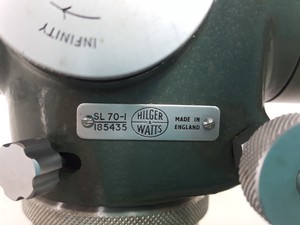 INFINITY
SL 70-1
185435
HILGER
&
WATTS
MADE IN
ENGLAND